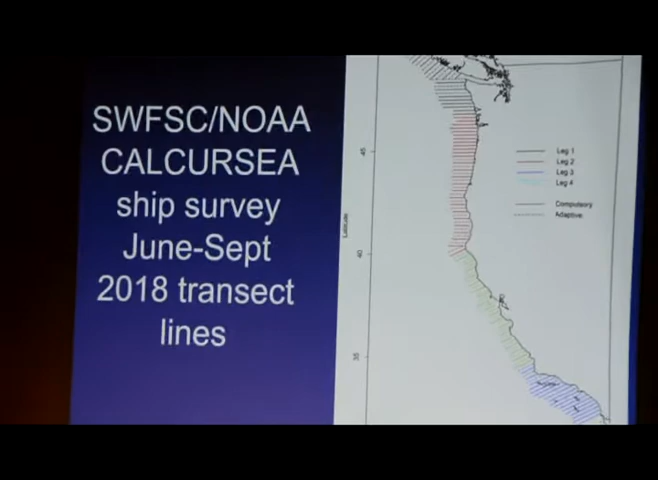 SWFSC/NOAA
CALCURSEA
ship survey
June-Sept
2018 transect
lines
Latitude
45
40
35
Leg 1
Leg 2
Leg 3
Leg 4
Compulsory
Adaptive